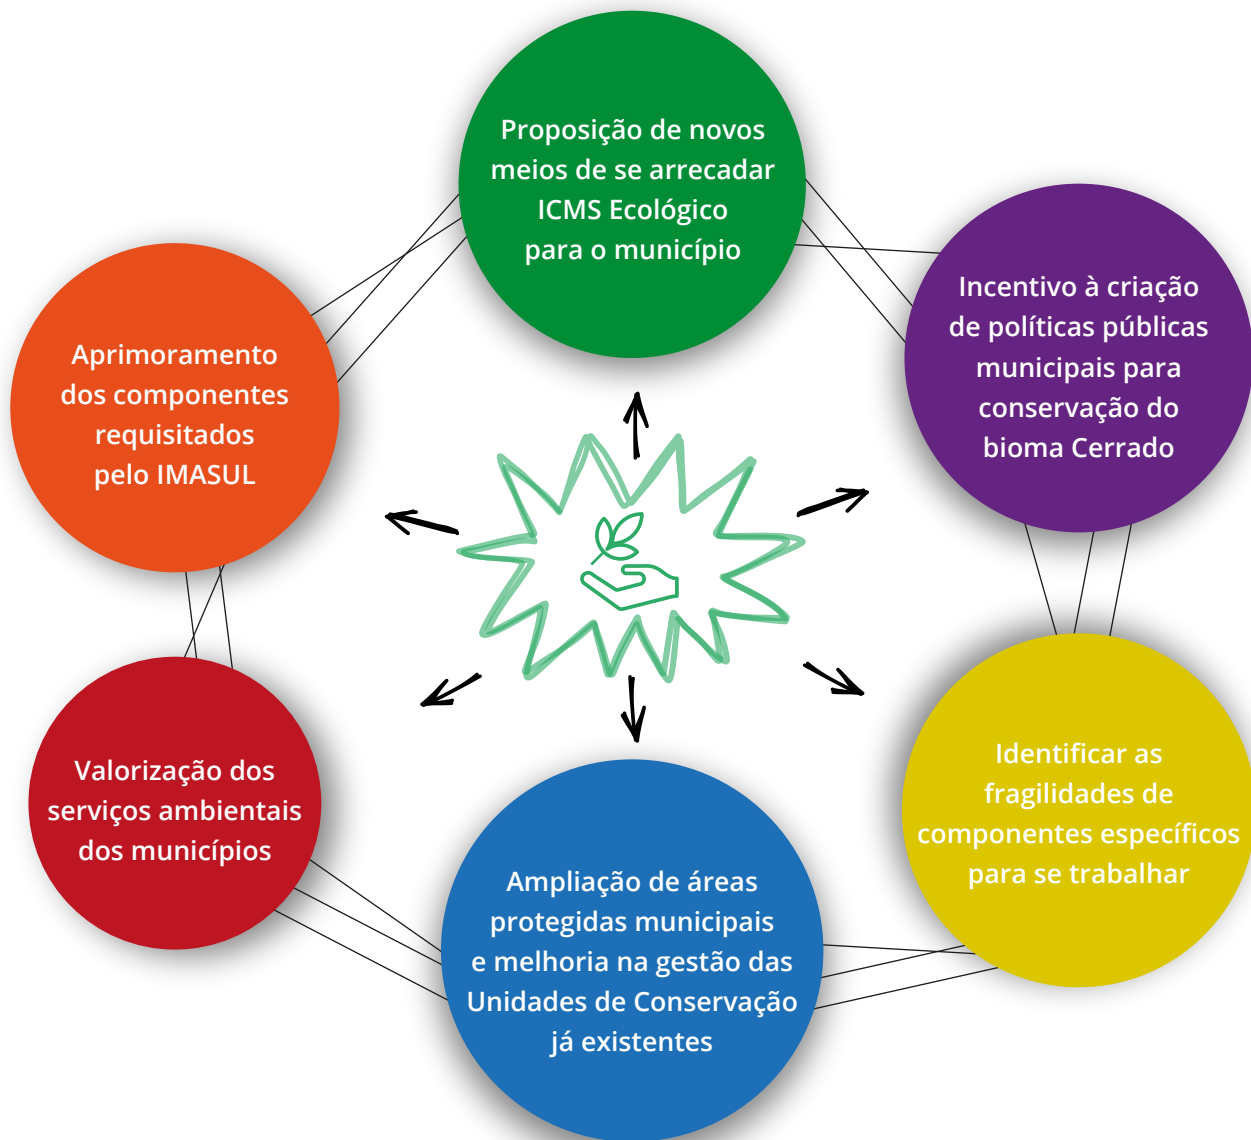 Proposição de novos
meios de se arrecadar
ICMS Ecológico
para o município
Incentivo à criação
de políticas públicas
municipais para
conservação do
bioma Cerrado
Aprimoramento
dos componentes
requisitados
pelo IMASUL
Identificar as
fragilidades de
componentes específicos
para se trabalhar
Valorização dos
serviços ambientais
dos municípios
Ampliação de áreas
protegidas municipais
e melhoria na gestão das
Unidades de Conservação
já existentes